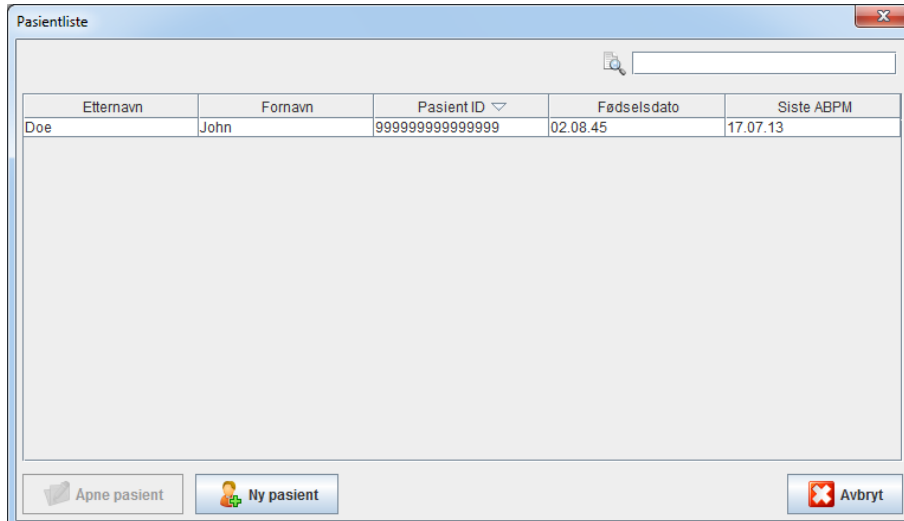 Pasientliste
Etternavn Fornavn Pasient ID Fødselsdato Siste ABPM
Doe John 999999999999999 02.08.45 17.07.13
Apne pasient Ny pasient Avbryt